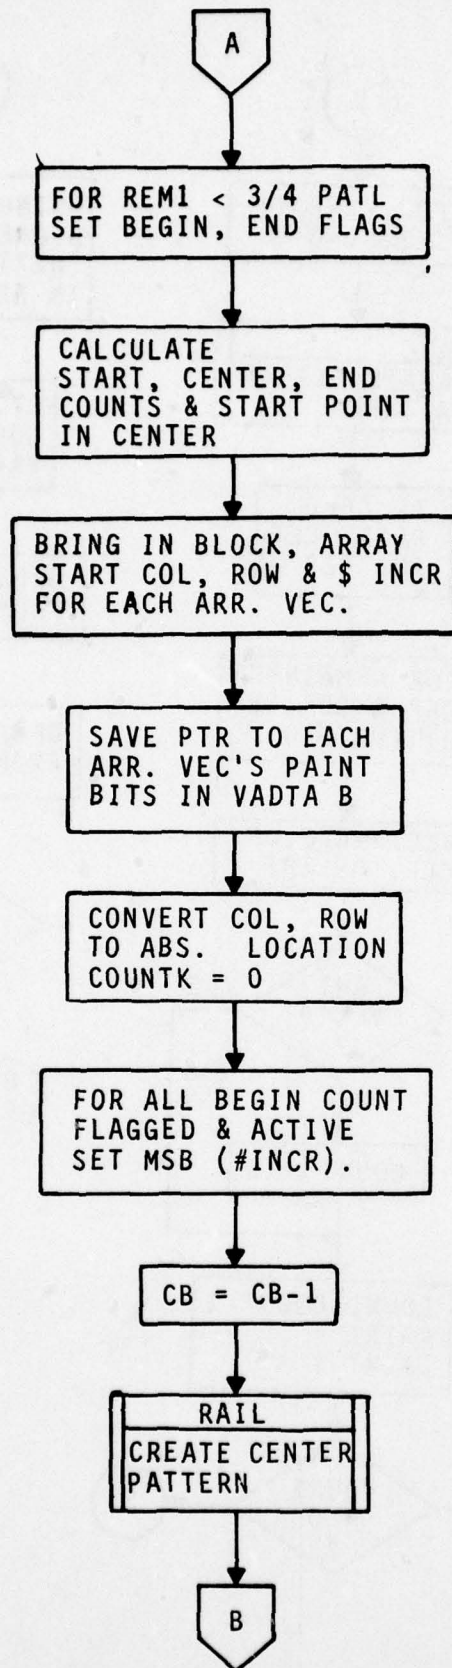 A
FOR REM1 < 3/4 PATL
SET BEGIN, END FLAGS
CALCULATE
START, CENTER, END
COUNTS & START POINT
IN CENTER
BRING IN BLOCK, ARRAY
START COL, ROW & $ INCR
FOR EACH ARR. VEC.
SAVE PTR TO EACH
ARR. VEC'S PAINT
BITS IN VADTA B
CONVERT COL, ROW
TO ABS. LOCATION
COUNTK = 0
FOR ALL BEGIN COUNT
FLAGGED & ACTIVE
SET MSB (#INCR).
CB = CB-1
RAIL
CREATE CENTER
PATTERN
B